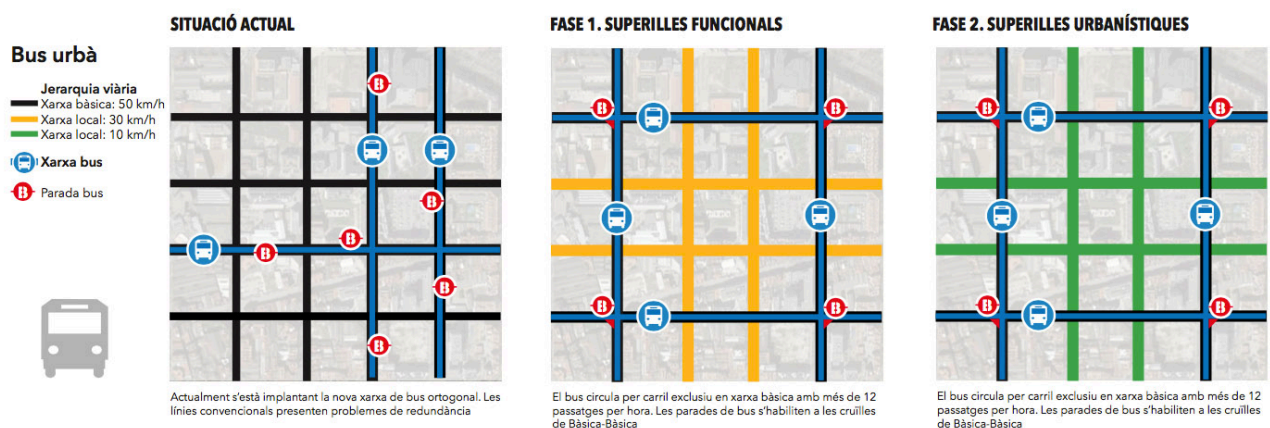 SITUACIÓ ACTUAL
FASE 1. SUPERILLES FUNCIONALS
FASE 2. SUPERILLES URBANÍSTIQUES
Bus urbà
Jerarquia viària
Xarxa bàsica: 50 km/h
Xarxa local: 30 km/h
Xarxa local: 10 km/h
Xarxa bus
B Parada bus
B
B
B
B
B
B
B
B
B
B
B
B
B
B
Actualment s'està implantant la nova xarxa de bus ortogonal. Les
línies convencionals presenten problemes de redundància
El bus circula per carril exclusiu en xarxa bàsica amb més de 12
passatges per hora. Les parades de bus s'habiliten a les cruïlles
de Bàsica-Bàsica
El bus circula per carril exclusiu en xarxa bàsica amb més de 12
passatges per hora. Les parades de bus s'habiliten a les cruïlles
de Bàsica-Bàsica